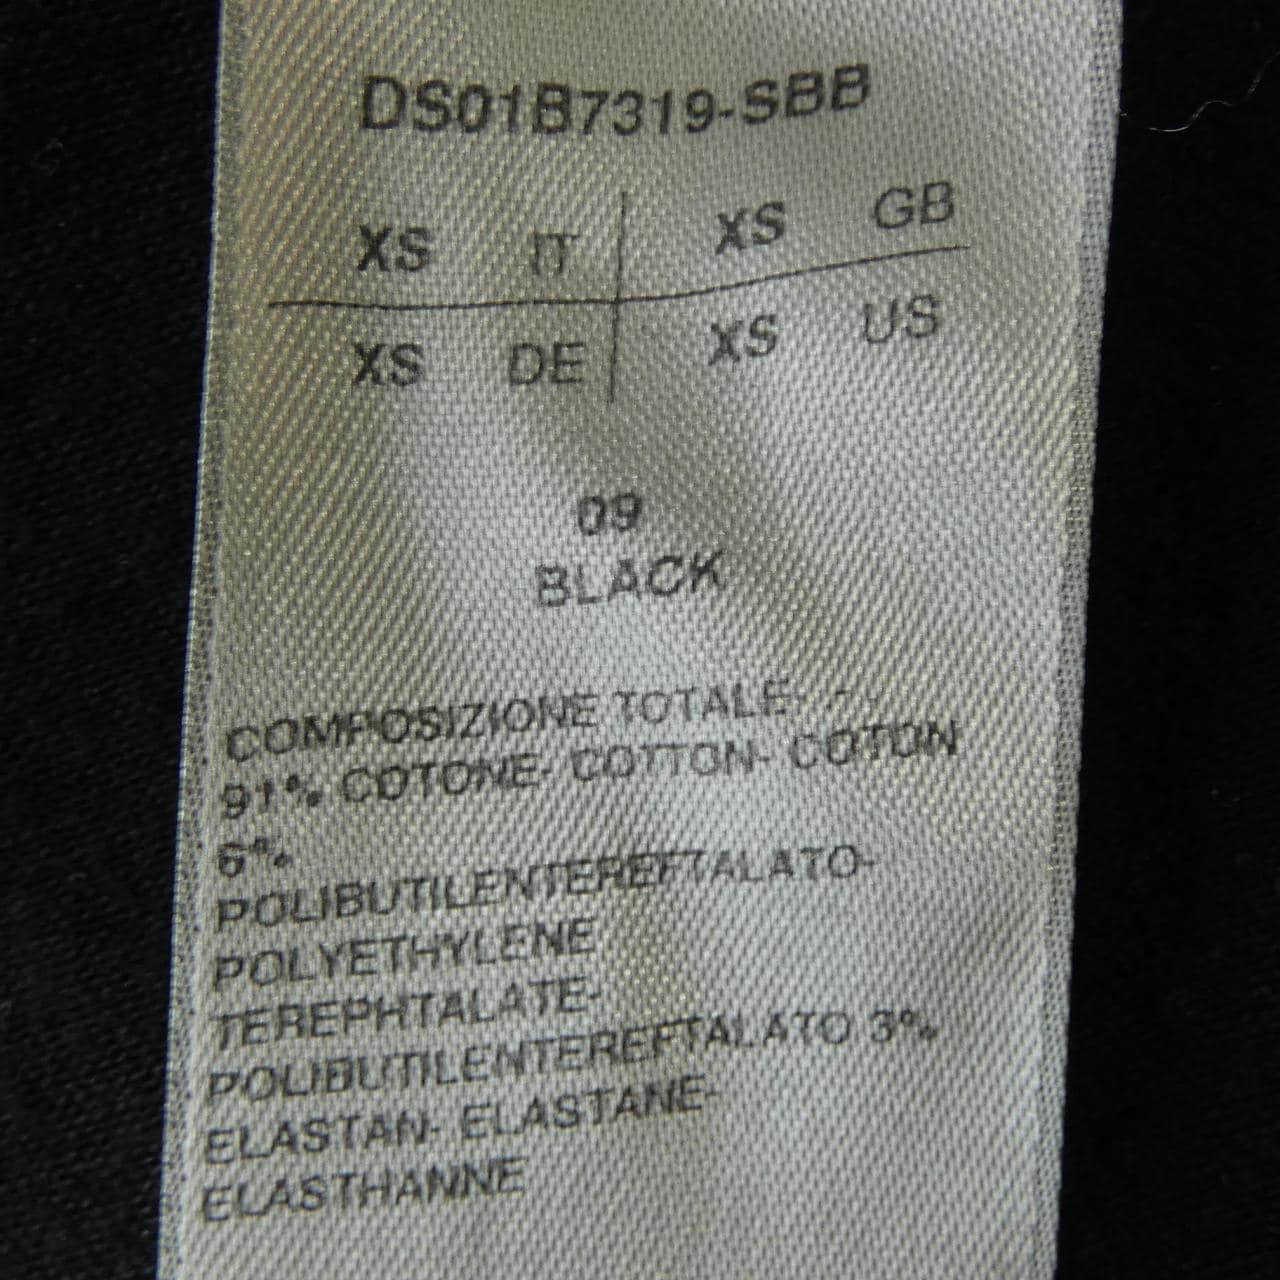 DS01B7319-SBB
XS IT XS GB
XS DE XS US
09
BLACK
COMPOSIZIONE TOTALE- -
91% COTONE- COTTON- COTON
6%
POLIBUTILENTEREFTALATO-
POLYETHYLENE
TEREPHTALATE-
POLIBUTILENTEREFTALATO 3%
ELASTAN- ELASTANE-
ELASTHANNE